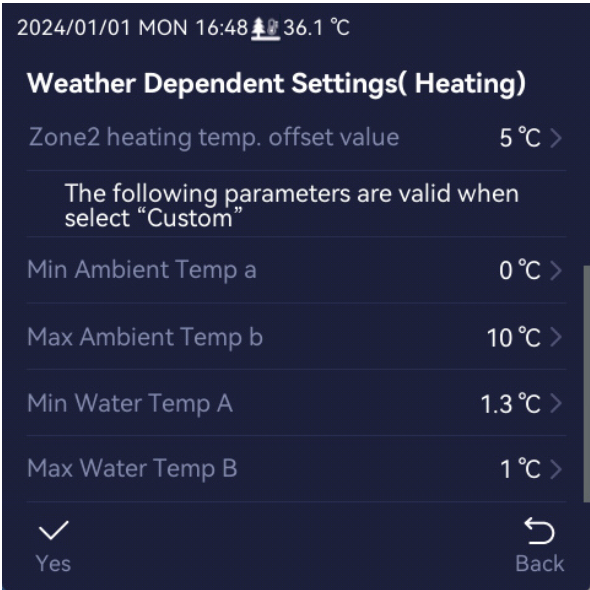 2024/01/01 MON 16:48 36.1 ℃
Weather Dependent Settings( Heating)
Zone2 heating temp. offset value 5 ℃
The following parameters are valid when
select “Custom”
Min Ambient Temp a 0 ℃
Max Ambient Temp b 10 ℃
Min Water Temp A 1.3 ℃
Max Water Temp B 1 ℃
Yes Back